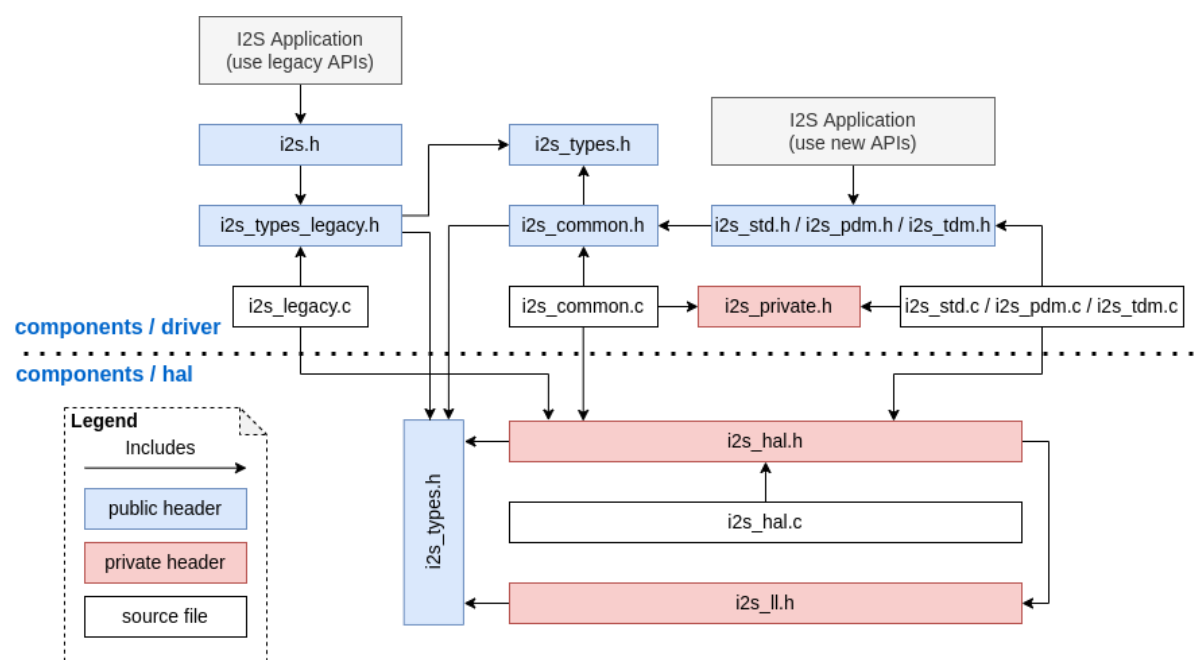 I2S Application
(use legacy APIs)
I2S Application
(use new APIs)
i2s.h
i2s_types.h
i2s_types_legacy.h
i2s_common.h
i2s_std.h / i2s_pdm.h / i2s_tdm.h
i2s_legacy.c
i2s_common.c
i2s_private.h
i2s_std.c / i2s_pdm.c / i2s_tdm.c
components / driver
components / hal
Legend
Includes
public header
private header
source file
i2s_types.h
i2s_hal.h
i2s_hal.c
i2s_ll.h